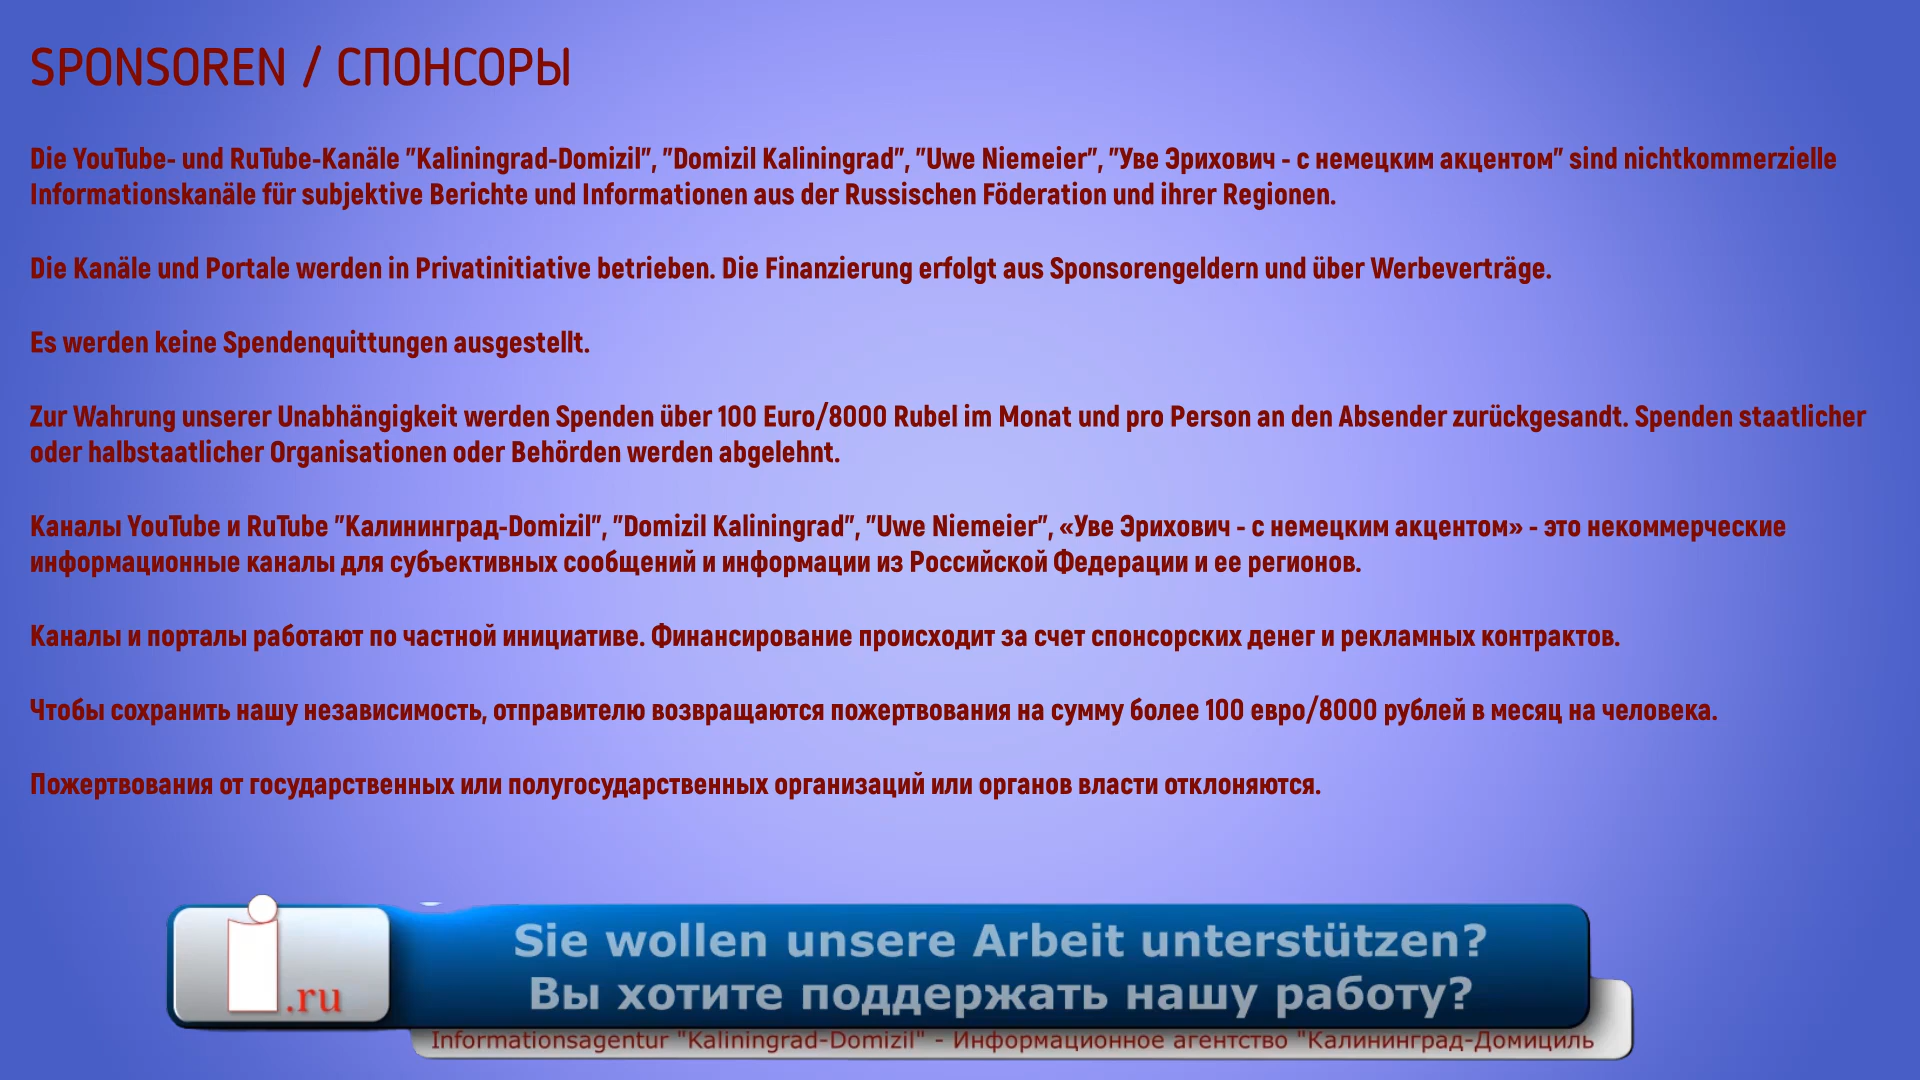 SPONSOREN / СПОНСОРЫ
Die YouTube- und RuTube-Kanäle "Kaliningrad-Domizil", "Domizil Kaliningrad", "Uwe Niemeier", "Уве Эрихович - с немецким акцентом" sind nichtkommerzielle
Informationskanäle für subjektive Berichte und Informationen aus der Russischen Föderation und ihrer Regionen.
Die Kanäle und Portale werden in Privatinitiative betrieben. Die Finanzierung erfolgt aus Sponsorengeldern und über Werbeverträge.
Es werden keine Spendenquittungen ausgestellt.
Zur Wahrung unserer Unabhängigkeit werden Spenden über 100 Euro/8000 Rubel im Monat und pro Person an den Absender zurückgesandt. Spenden staatlicher
oder halbstaatlicher Organisationen oder Behörden werden abgelehnt.
Каналы YouTube и RuTube "Калининград-Domizil", "Domizil Kaliningrad", "Uwe Niemeier", «Уве Эрихович - с немецким акцентом» - это некоммерческие
информационные каналы для субъективных сообщений и информации из Российской Федерации и ее регионов.
Каналы и порталы работают по частной инициативе. Финансирование происходит за счет спонсорских денег и рекламных контрактов.
Чтобы сохранить нашу независимость, отправителю возвращаются пожертвования на сумму более 100 евро/8000 рублей в месяц на человека.
Пожертвования от государственных или полугосударственных организаций или органов власти отклоняются.
Sie wollen unsere Arbeit unterstützen?
Вы хотите поддержать нашу работу?
i.ru
Informationsagentur "Kaliningrad-Domizil" - Информационное агентство "Калининград-Домициль